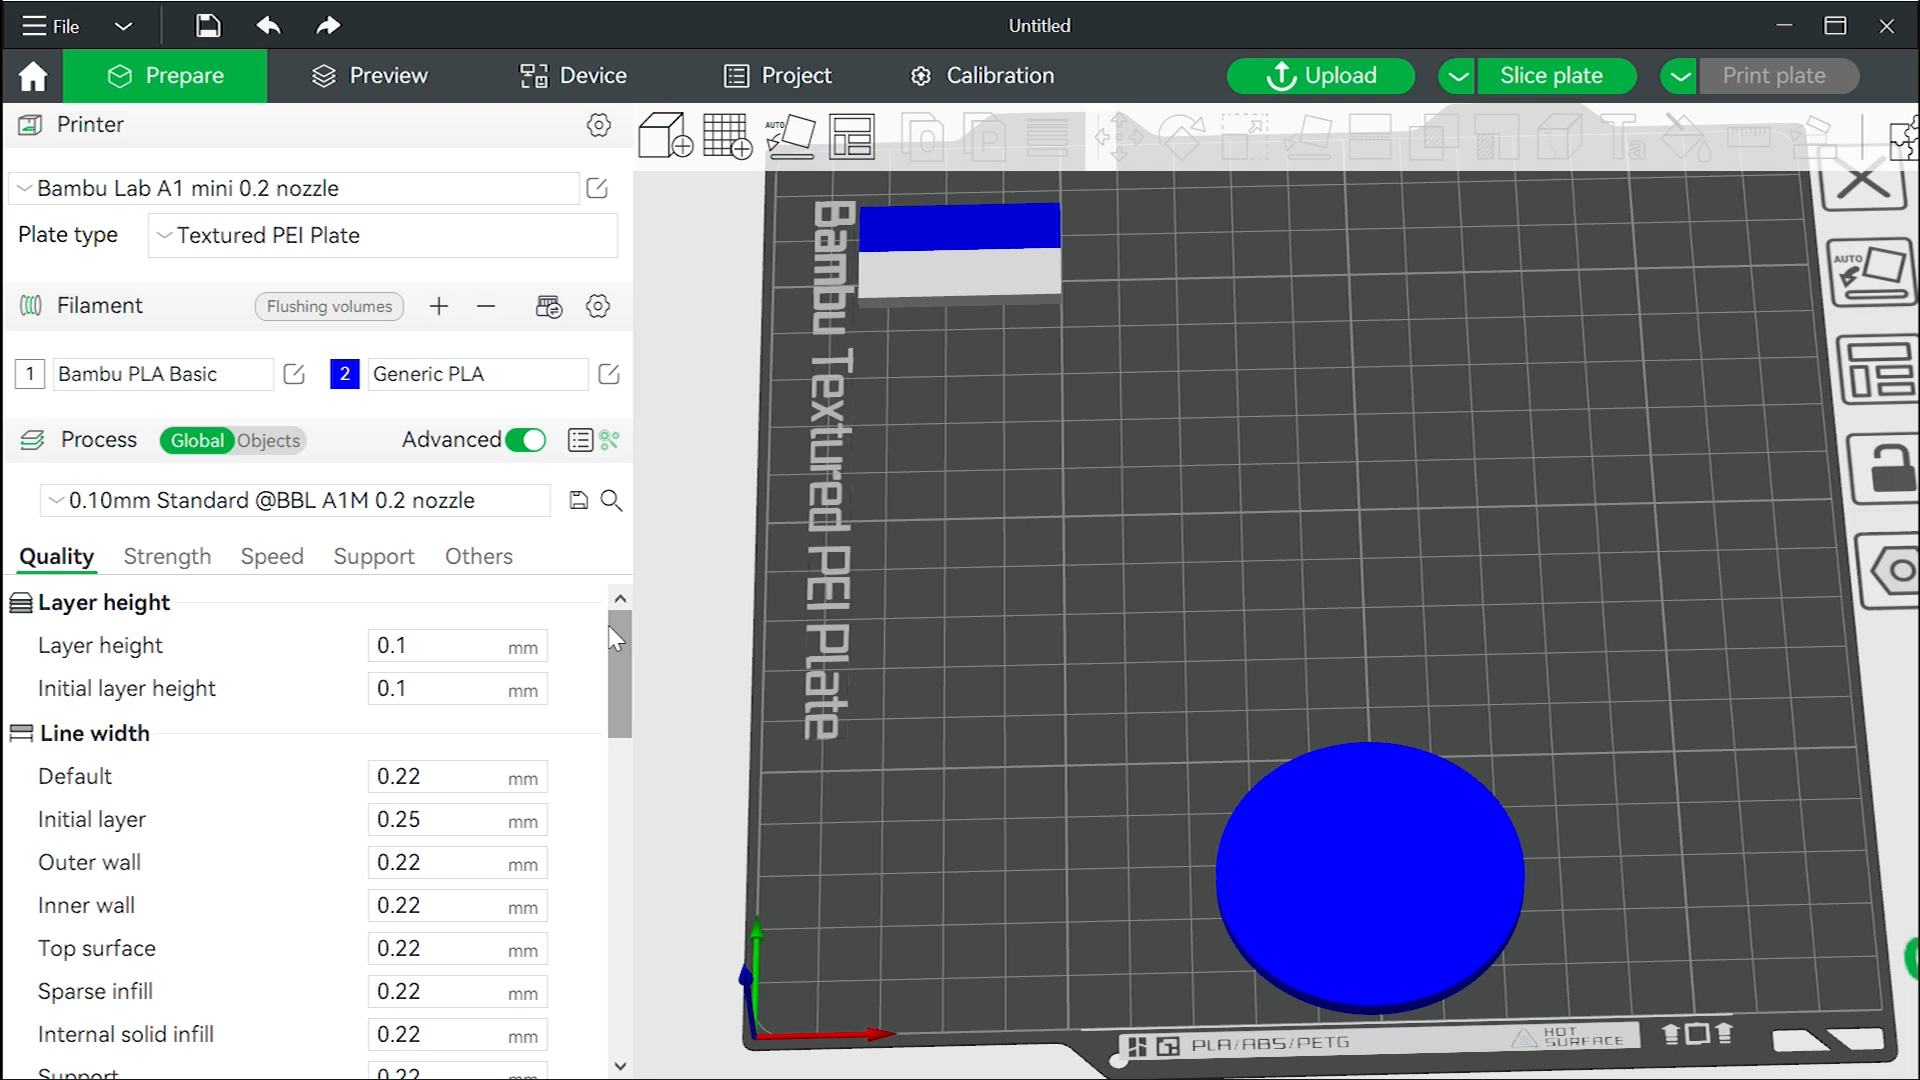 File
Untitled
Prepare
Preview
Device
Project
Calibration
Upload
Slice plate
Print plate
Printer
Bambu Lab A1 mini 0.2 nozzle
Plate type
Textured PEI Plate
Filament
Flushing volumes
1
Bambu PLA Basic
2
Generic PLA
Process
Global
Objects
Advanced
0.10mm Standard @BBL A1M 0.2 nozzle
Quality
Strength
Speed
Support
Others
Layer height
Layer height 0.1 mm
Initial layer height 0.1 mm
Line width
Default 0.22 mm
Initial layer 0.25 mm
Outer wall 0.22 mm
Inner wall 0.22 mm
Top surface 0.22 mm
Sparse infill 0.22 mm
Internal solid infill 0.22 mm
Support 0.22 mm
AUTO
Bambu Textured PEI Plate
AUTO
PLA/ABS/PETG
HOT
SURFACE